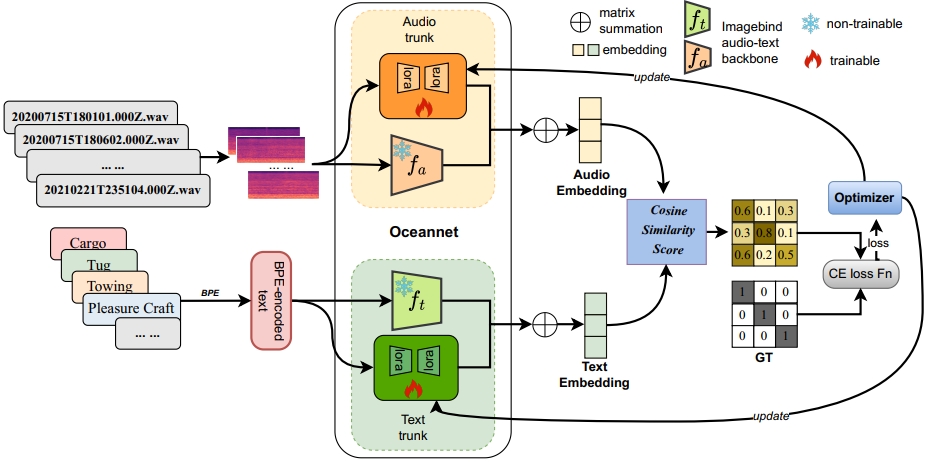 Audio
trunk
lora
lora
fa
20200715T180101.000Z.wav
20200715T180602.000Z.wav
... ...
20210221T235104.000Z.wav
... ...
Oceannet
Cargo
Tug
Towing
Pleasure Craft
... ...
BPE
BPE-encoded
text
ft
lora
lora
Text
trunk
matrix
summation
embedding
ft
fa
Imagebind
audio-text
backbone
non-trainable
trainable
update
Audio
Embedding
Text
Embedding
Cosine
Similarity
Score
0.6 0.1 0.3
0.3 0.8 0.1
0.6 0.2 0.5
1 0 0
0 1 0
0 0 1
GT
Optimizer
loss
CE loss Fn
update